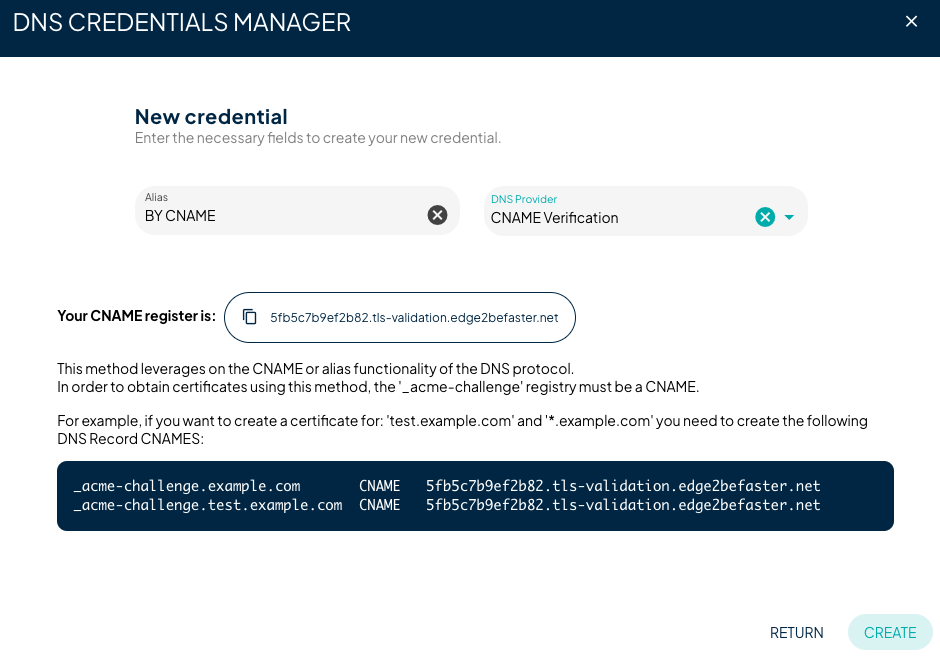 DNS CREDENTIALS MANAGER
New credential
Enter the necessary fields to create your new credential.
Alias
BY CNAME
DNS Provider
CNAME Verification
Your CNAME register is: 5fb5c7b9ef2b82.tls-validation.edge2befaster.net
This method leverages on the CNAME or alias functionality of the DNS protocol.
In order to obtain certificates using this method, the '_acme-challenge' registry must be a CNAME.
For example, if you want to create a certificate for: 'test.example.com' and '*.example.com' you need to create the following
DNS Record CNAMES:
_acme-challenge.example.com CNAME 5fb5c7b9ef2b82.tls-validation.edge2befaster.net
_acme-challenge.test.example.com CNAME 5fb5c7b9ef2b82.tls-validation.edge2befaster.net
RETURN CREATE